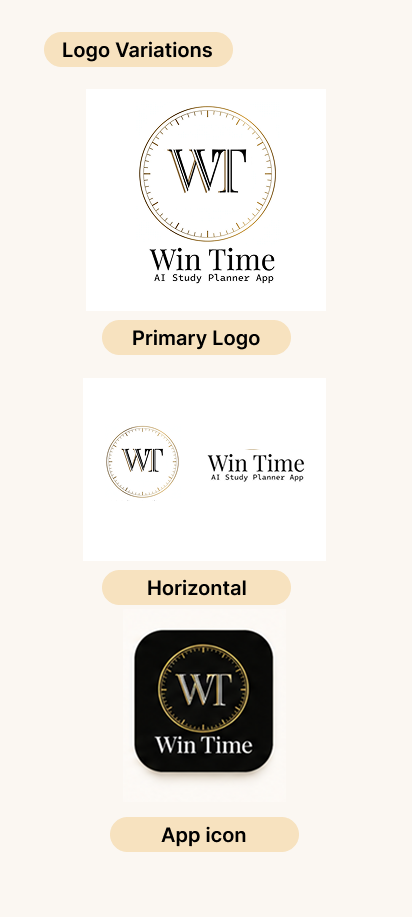 Logo Variations
WT
Win Time
AI Study Planner App
Primary Logo
WT
Win Time
AI Study Planner App
Horizontal
WT
Win Time
App icon